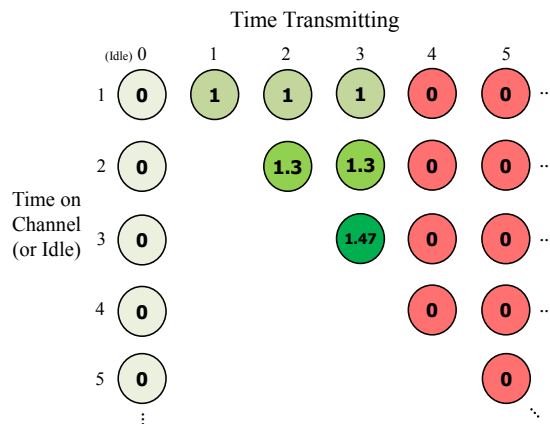 Time Transmitting
(Idle) 0 1 2 3 4 5
1 0 1 1 1 0 0 ..
2 0 1.3 1.3 0 0 ..
Time on
Channel
(or Idle)
3 0 1.47 0 0 ..
4 0 0 0 ..
5 0 0